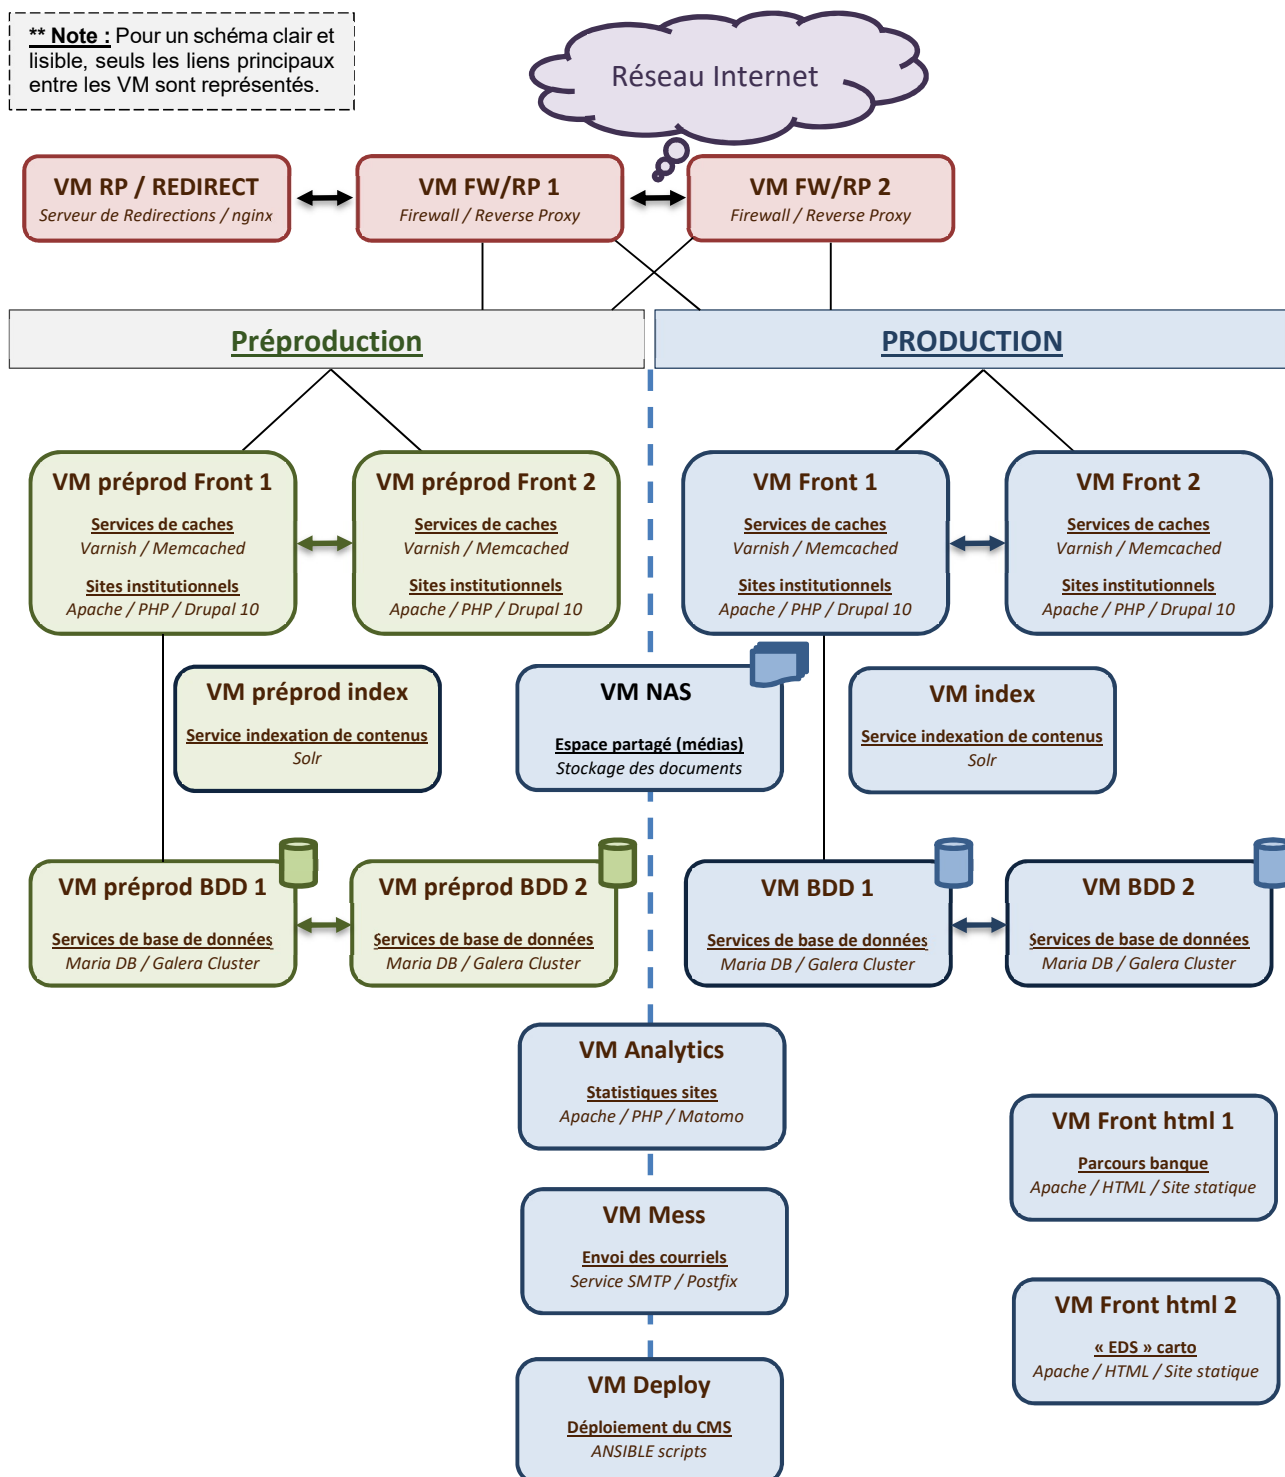 ** Note : Pour un schéma clair et
lisible, seuls les liens principaux
entre les VM sont représentés.
Réseau Internet
VM RP / REDIRECT
Serveur de Redirections / nginx
VM FW/RP 1
Firewall / Reverse Proxy
VM FW/RP 2
Firewall / Reverse Proxy
Préproduction
PRODUCTION
VM préprod Front 1
Services de caches
Varnish / Memcached
Sites institutionnels
Apache / PHP / Drupal 10
VM préprod Front 2
Services de caches
Varnish / Memcached
Sites institutionnels
Apache / PHP / Drupal 10
VM Front 1
Services de caches
Varnish / Memcached
Sites institutionnels
Apache / PHP / Drupal 10
VM Front 2
Services de caches
Varnish / Memcached
Sites institutionnels
Apache / PHP / Drupal 10
VM préprod index
Service indexation de contenus
Solr
VM NAS
Espace partagé (médias)
Stockage des documents
VM index
Service indexation de contenus
Solr
VM préprod BDD 1
Services de base de données
Maria DB / Galera Cluster
VM préprod BDD 2
Services de base de données
Maria DB / Galera Cluster
VM BDD 1
Services de base de données
Maria DB / Galera Cluster
VM BDD 2
Services de base de données
Maria DB / Galera Cluster
VM Analytics
Statistiques sites
Apache / PHP / Matomo
VM Front html 1
Parcours banque
Apache / HTML / Site statique
VM Mess
Envoi des courriels
Service SMTP / Postfix
VM Front html 2
« EDS » carto
Apache / HTML / Site statique
VM Deploy
Déploiement du CMS
ANSIBLE scripts